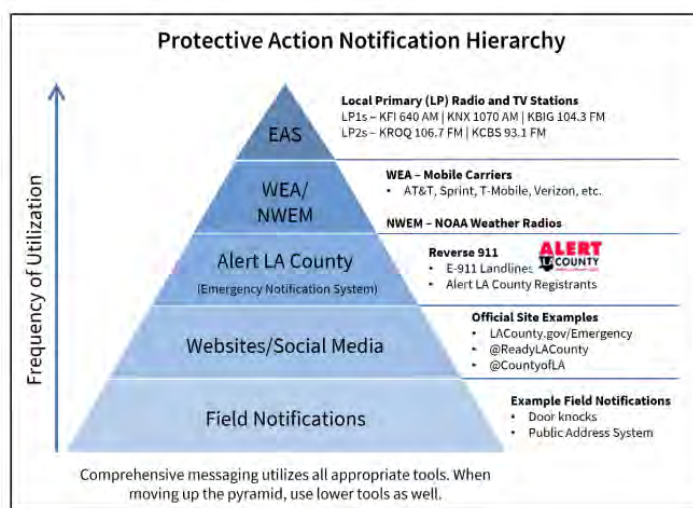 Protective Action Notification Hierarchy
Frequency of Utilization
EAS
Local Primary (LP) Radio and TV Stations
LP1s – KFI 640 AM | KNX 1070 AM | KBIG 104.3 FM
LP2s – KROQ 106.7 FM | KCBS 93.1 FM
WEA/
NWEM
WEA – Mobile Carriers
• AT&T, Sprint, T-Mobile, Verizon, etc.
NWEM – NOAA Weather Radios
Alert LA County
(Emergency Notification System)
Reverse 911
• E-911 Landlines
• Alert LA County Registrants
ALERT
LA COUNTY
Websites/Social Media
Official Site Examples
• LACounty.gov/Emergency
• @ReadyLACounty
• @CountyofLA
Field Notifications
Example Field Notifications
• Door knocks
• Public Address System
Comprehensive messaging utilizes all appropriate tools. When
moving up the pyramid, use lower tools as well.